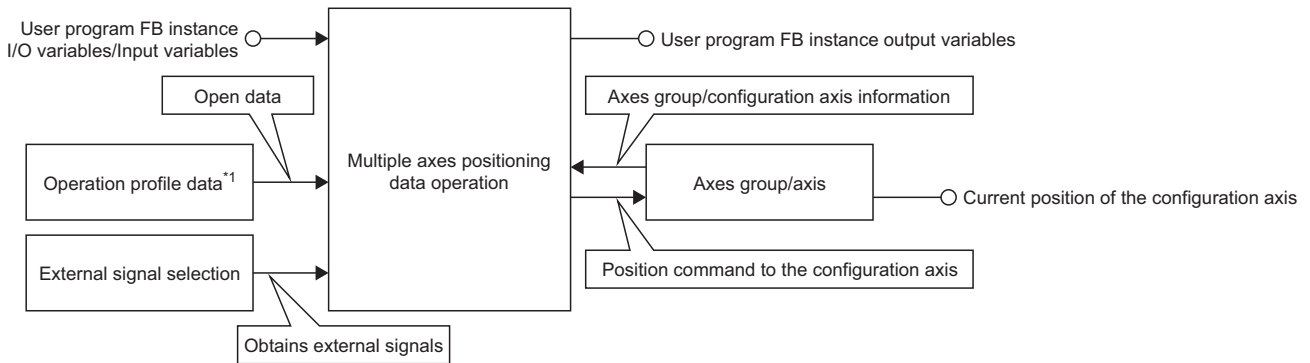 User program FB instance
I/O variables/Input variables
User program FB instance output variables
Open data
Axes group/configuration axis information
Operation profile data*1
Multiple axes positioning
data operation
Axes group/axis
Current position of the configuration axis
External signal selection
Position command to the configuration axis
Obtains external signals